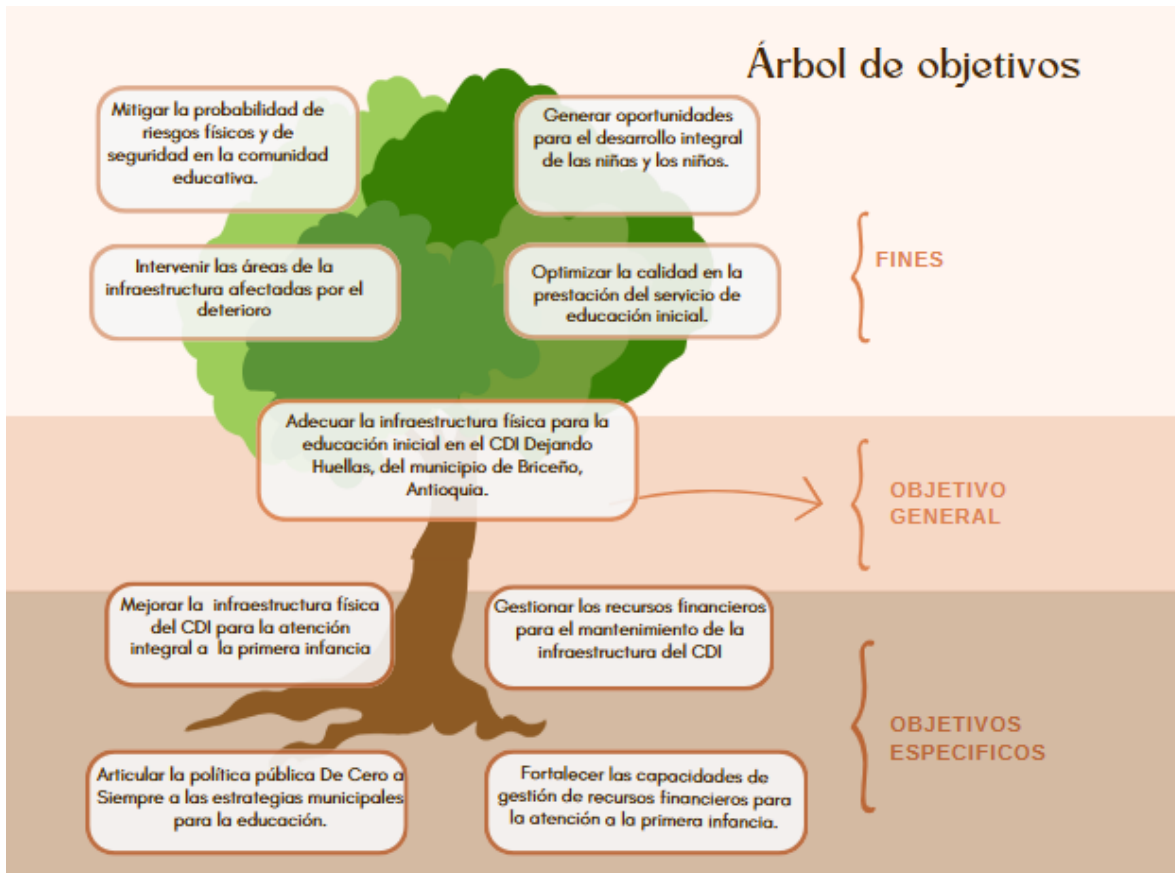 Árbol de objetivos
Mitigar la probabilidad de
riesgos físicos y de
seguridad en la comunidad
educativa.
Generar oportunidades
para el desarrollo integral
de las niñas y los niños.
Intervenir las áreas de la
infraestructura afectadas por el
deterioro
Optimizar la calidad en la
prestación del servicio de
educación inicial.
FINES
Adecuar la infraestructura física para la
educación inicial en el CDI Dejando
Huellas, del municipio de Briceño,
Antioquia.
OBJETIVO
GENERAL
Mejorar la infraestructura física
del CDI para la atención
integral a la primera infancia
Gestionar los recursos financieros
para el mantenimiento de la
infraestructura del CDI
Articular la política pública De Cero a
Siempre a las estrategias municipales
para la educación.
Fortalecer las capacidades de
gestión de recursos financieros para
la atención a la primera infancia.
OBJETIVOS
ESPECIFICOS